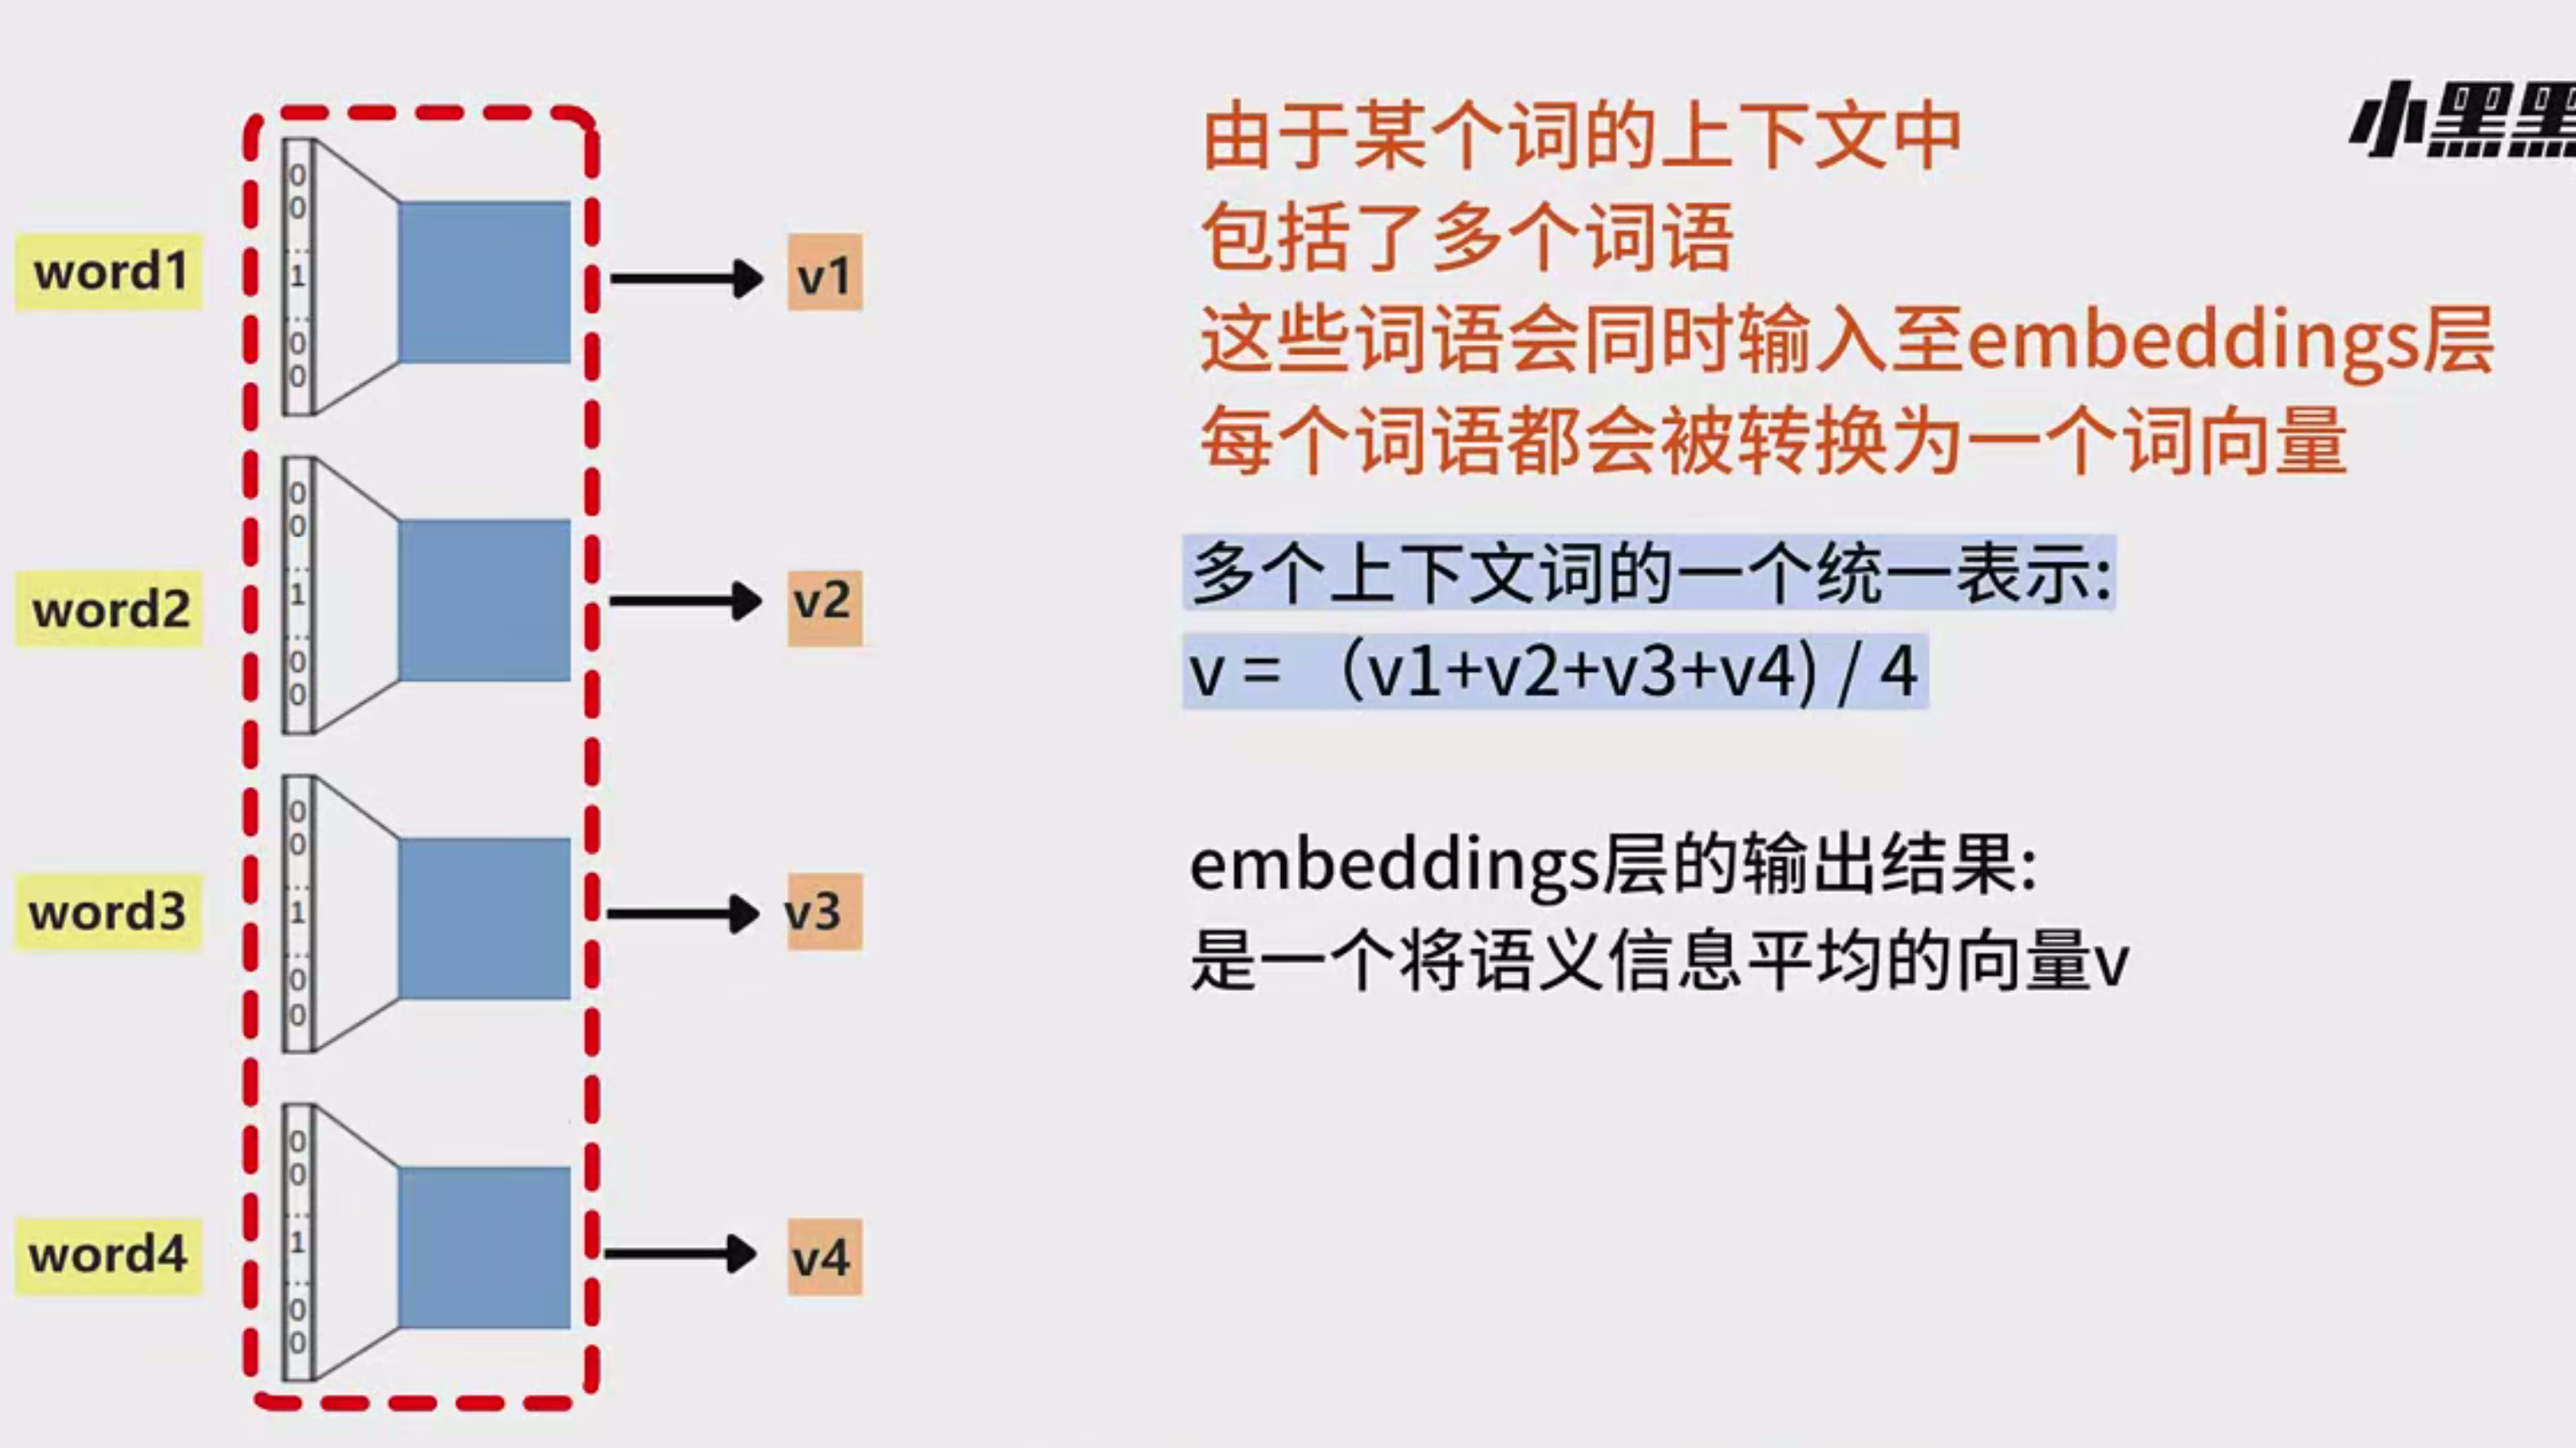 小黑黑
由于某个词的上下文中
包括了多个词语
这些词语会同时输入至embeddings层
每个词语都会被转换为一个词向量
多个上下文词的一个统一表示:
v = （v1+v2+v3+v4) / 4
embeddings层的输出结果:
是一个将语义信息平均的向量v
word1
0
0
...
1
...
0
0
v1
word2
0
0
...
1
...
0
0
v2
word3
0
0
...
1
...
0
0
v3
word4
0
0
...
1
...
0
0
v4